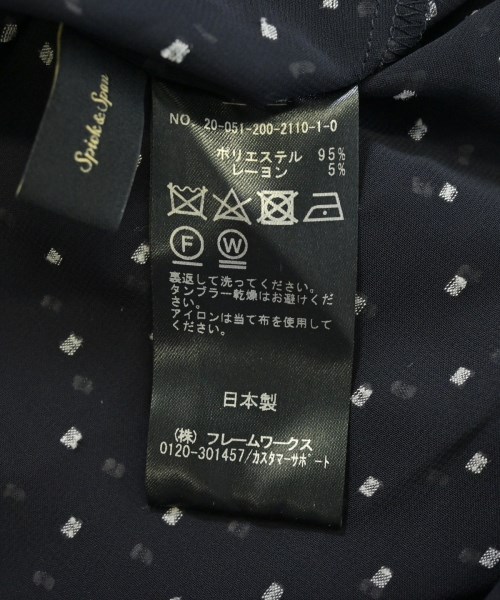 Spick & Span
NO. 20-051-200-2110-1-0
ポリエステル 95%
レーヨン 5%
F W
裏返して洗ってください。
タンブラー乾燥はお避けくだ
さい。
アイロンは当て布を使用して
ください。
日本製
(株) フレームワークス
0120-301457/カスタマーサポート